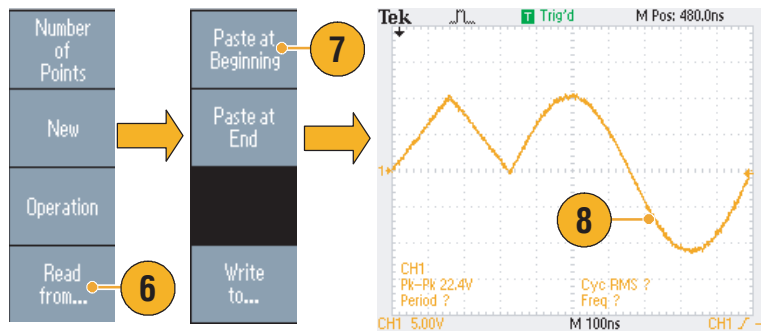 Number
of
Points
New
Operation
Read
from...
6
Paste at
Beginning
7
Paste at
End
Write
to...
Tek
T Trig'd
M Pos: 480.0ns
1
8
CH1
Pk-Pk 22.4V
Period ?
Cyc RMS ?
Freq ?
CH1 5.00V
M 100ns
CH1